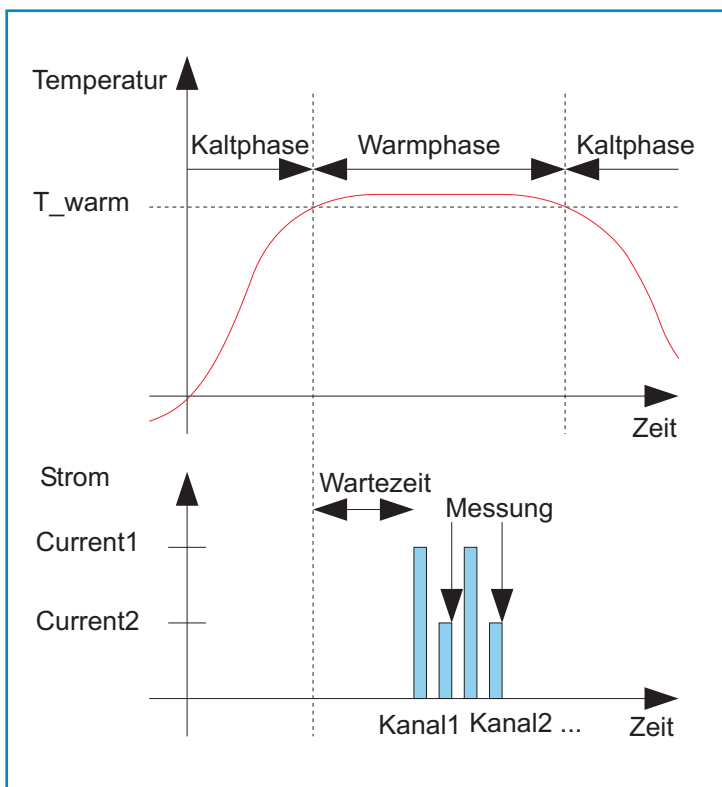 Temperatur
Kaltphase Warmphase Kaltphase
T_warm
Zeit
Strom
Wartezeit
Messung
Current1
Current2
Kanal1 Kanal2 ... Zeit